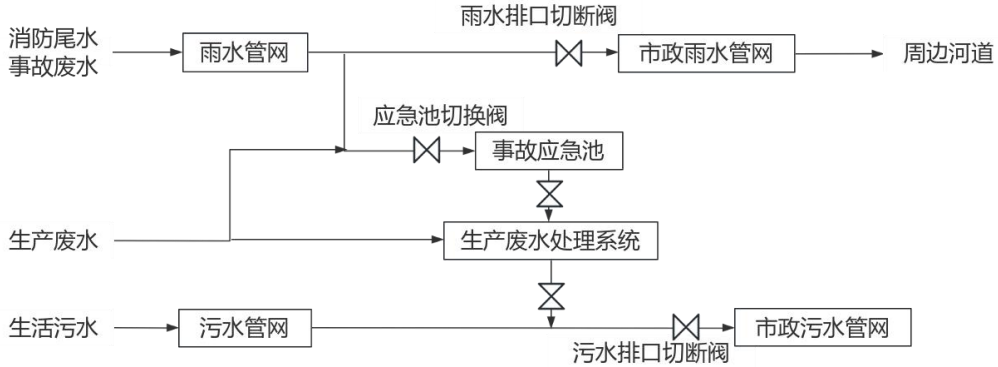 雨水排口切断阀
消防尾水
事故废水
雨水管网
市政雨水管网
周边河道
应急池切换阀
事故应急池
生产废水
生产废水处理系统
生活污水
污水管网
市政污水管网
污水排口切断阀